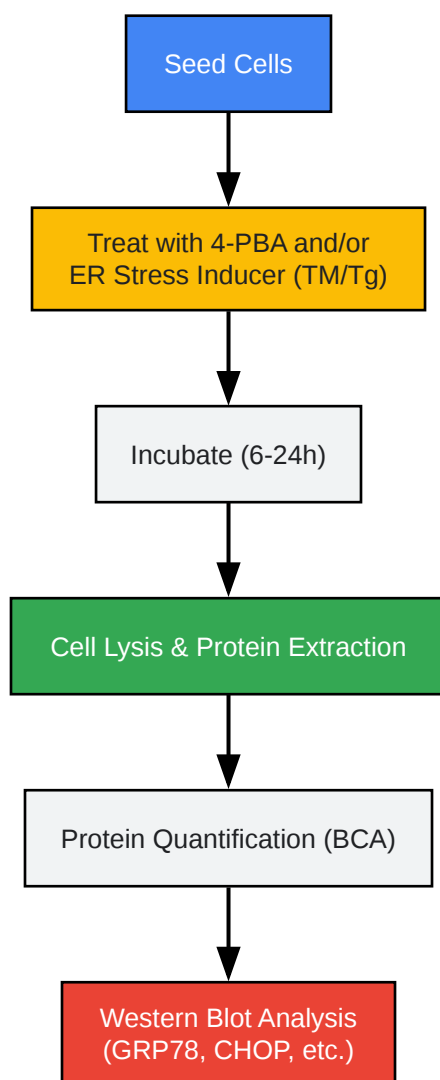 Seed Cells
Treat with 4-PBA and/or
ER Stress Inducer (TM/Tg)
Incubate (6-24h)
Cell Lysis & Protein Extraction
Protein Quantification (BCA)
Western Blot Analysis
(GRP78, CHOP, etc.)